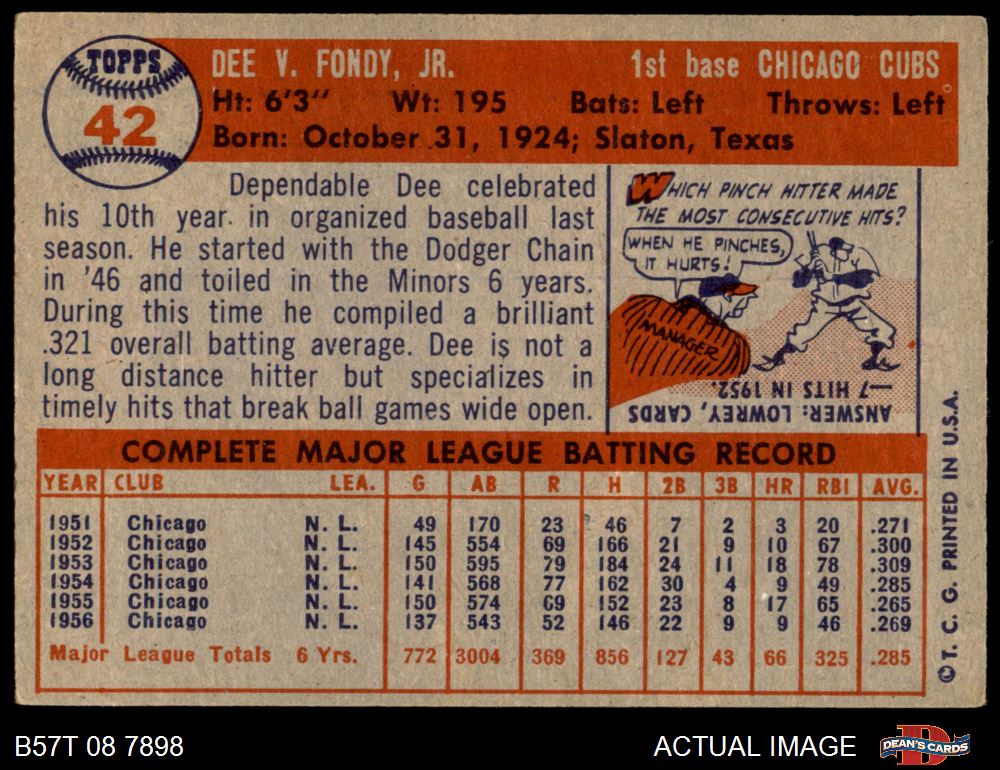 TOPPS
42
DEE V. FONDY, JR. 1st base CHICAGO CUBS
Ht: 6'3" Wt: 195 Bats: Left Throws: Left
Born: October 31, 1924; Slaton, Texas
Dependable Dee celebrated
his 10th year in organized baseball last
season. He started with the Dodger Chain
in '46 and toiled in the Minors 6 years.
During this time he compiled a brilliant
.321 overall batting average. Dee is not a
long distance hitter but specializes in
timely hits that break ball games wide open.
WHICH PINCH HITTER MADE
THE MOST CONSECUTIVE HITS?
WHEN HE PINCHES,
IT HURTS!
MANAGER
ANSWER: LOWREY, CARDS
—7 HITS IN 1952.
COMPLETE MAJOR LEAGUE BATTING RECORD
YEAR CLUB LEA. G AB R H 2B 3B HR RBI AVG.
1951 Chicago N. L. 49 170 23 46 7 2 3 20 .271
1952 Chicago N. L. 145 554 69 166 21 9 10 67 .300
1953 Chicago N. L. 150 595 79 184 24 11 18 78 .309
1954 Chicago N. L. 141 568 77 162 30 4 9 49 .285
1955 Chicago N. L. 150 574 69 152 23 8 17 65 .265
1956 Chicago N. L. 137 543 52 146 22 9 9 46 .269
Major League Totals 6 Yrs. 772 3004 369 856 127 43 66 325 .285
© T. C. G. PRINTED IN U.S.A.
B57T 08 7898
ACTUAL IMAGE
D
DEAN'S CARDS